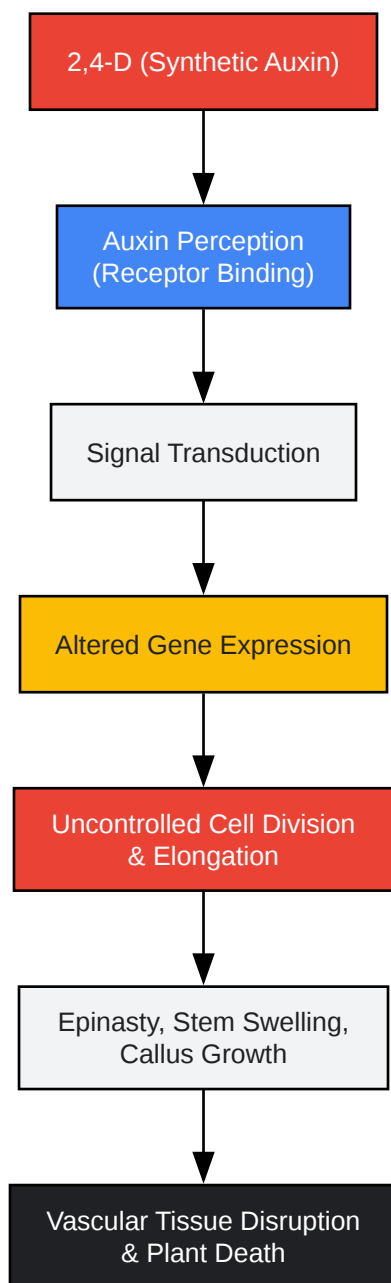 2,4-D (Synthetic Auxin)
Auxin Perception
(Receptor Binding)
Signal Transduction
Altered Gene Expression
Uncontrolled Cell Division
& Elongation
Epinasty, Stem Swelling,
Callus Growth
Vascular Tissue Disruption
& Plant Death